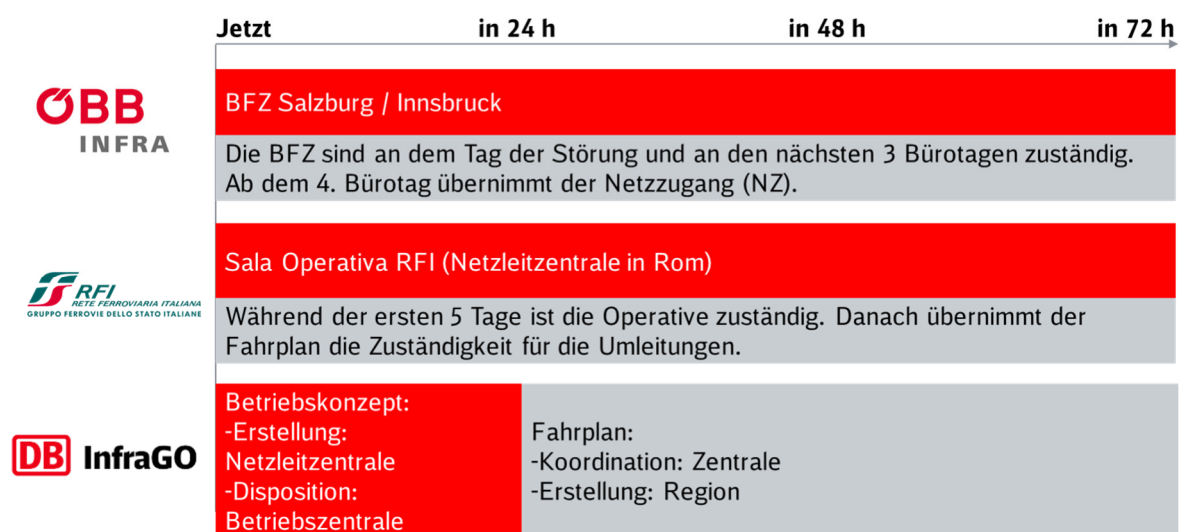 Jetzt in 24 h in 48 h in 72 h
ÖBB
INFRA
BFZ Salzburg / Innsbruck
Die BFZ sind an dem Tag der Störung und an den nächsten 3 Bürotagen zuständig.
Ab dem 4. Bürotag übernimmt der Netzzugang (NZ).
RFI
RETE FERROVIARIA ITALIANA
GRUPPO FERROVIE DELLO STATO ITALIANE
Sala Operativa RFI (Netzleitzentrale in Rom)
Während der ersten 5 Tage ist die Operative zuständig. Danach übernimmt der
Fahrplan die Zuständigkeit für die Umleitungen.
DB InfraGO
Betriebskonzept:
-Erstellung:
Netzleitzentrale
-Disposition:
Betriebszentrale
Fahrplan:
-Koordination: Zentrale
-Erstellung: Region